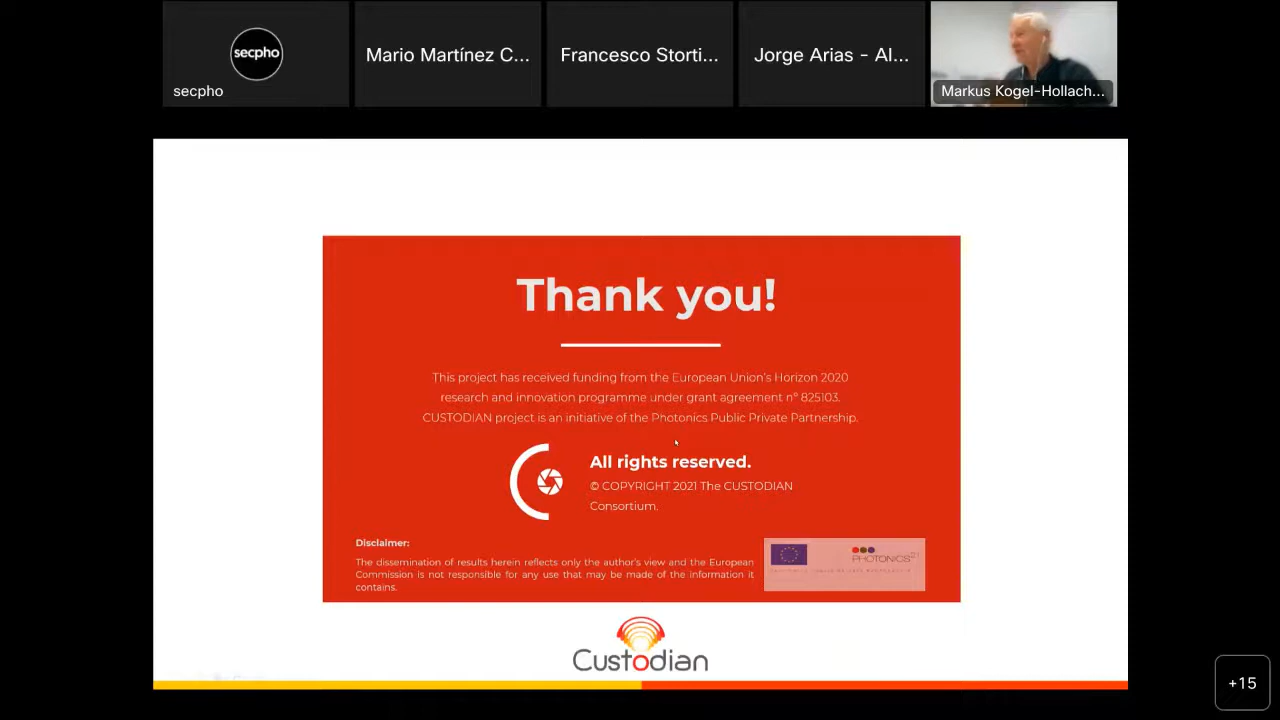 secpho
secpho
Mario Martínez C...
Francesco Storti...
Jorge Arias - Al...
Markus Kogel-Hollach...
Thank you!
This project has received funding from the European Union's Horizon 2020
research and innovation programme under grant agreement nº 825103.
CUSTODIAN project is an initiative of the Photonics Public Private Partnership.
All rights reserved.
© COPYRIGHT 2021 The CUSTODIAN
Consortium.
Disclaimer:
The dissemination of results herein reflects only the author's view and the European
Commission is not responsible for any use that may be made of the information it
contains.
PHOTONICS21
Custodian
+15